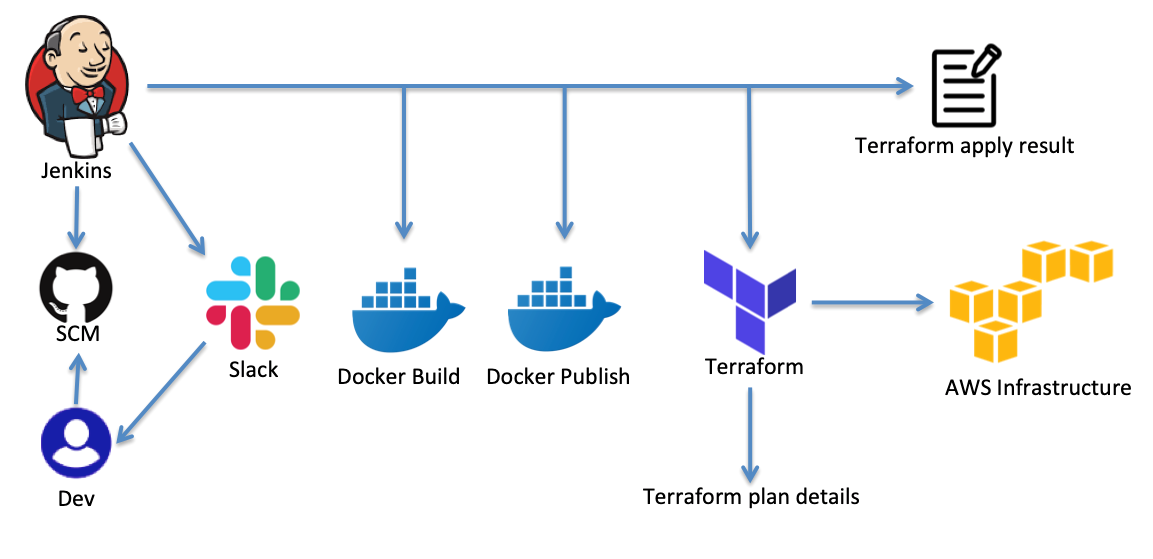 Jenkins
Terraform apply result
SCM
Slack
Docker Build
Docker Publish
Terraform
AWS Infrastructure
Dev
Terraform plan details